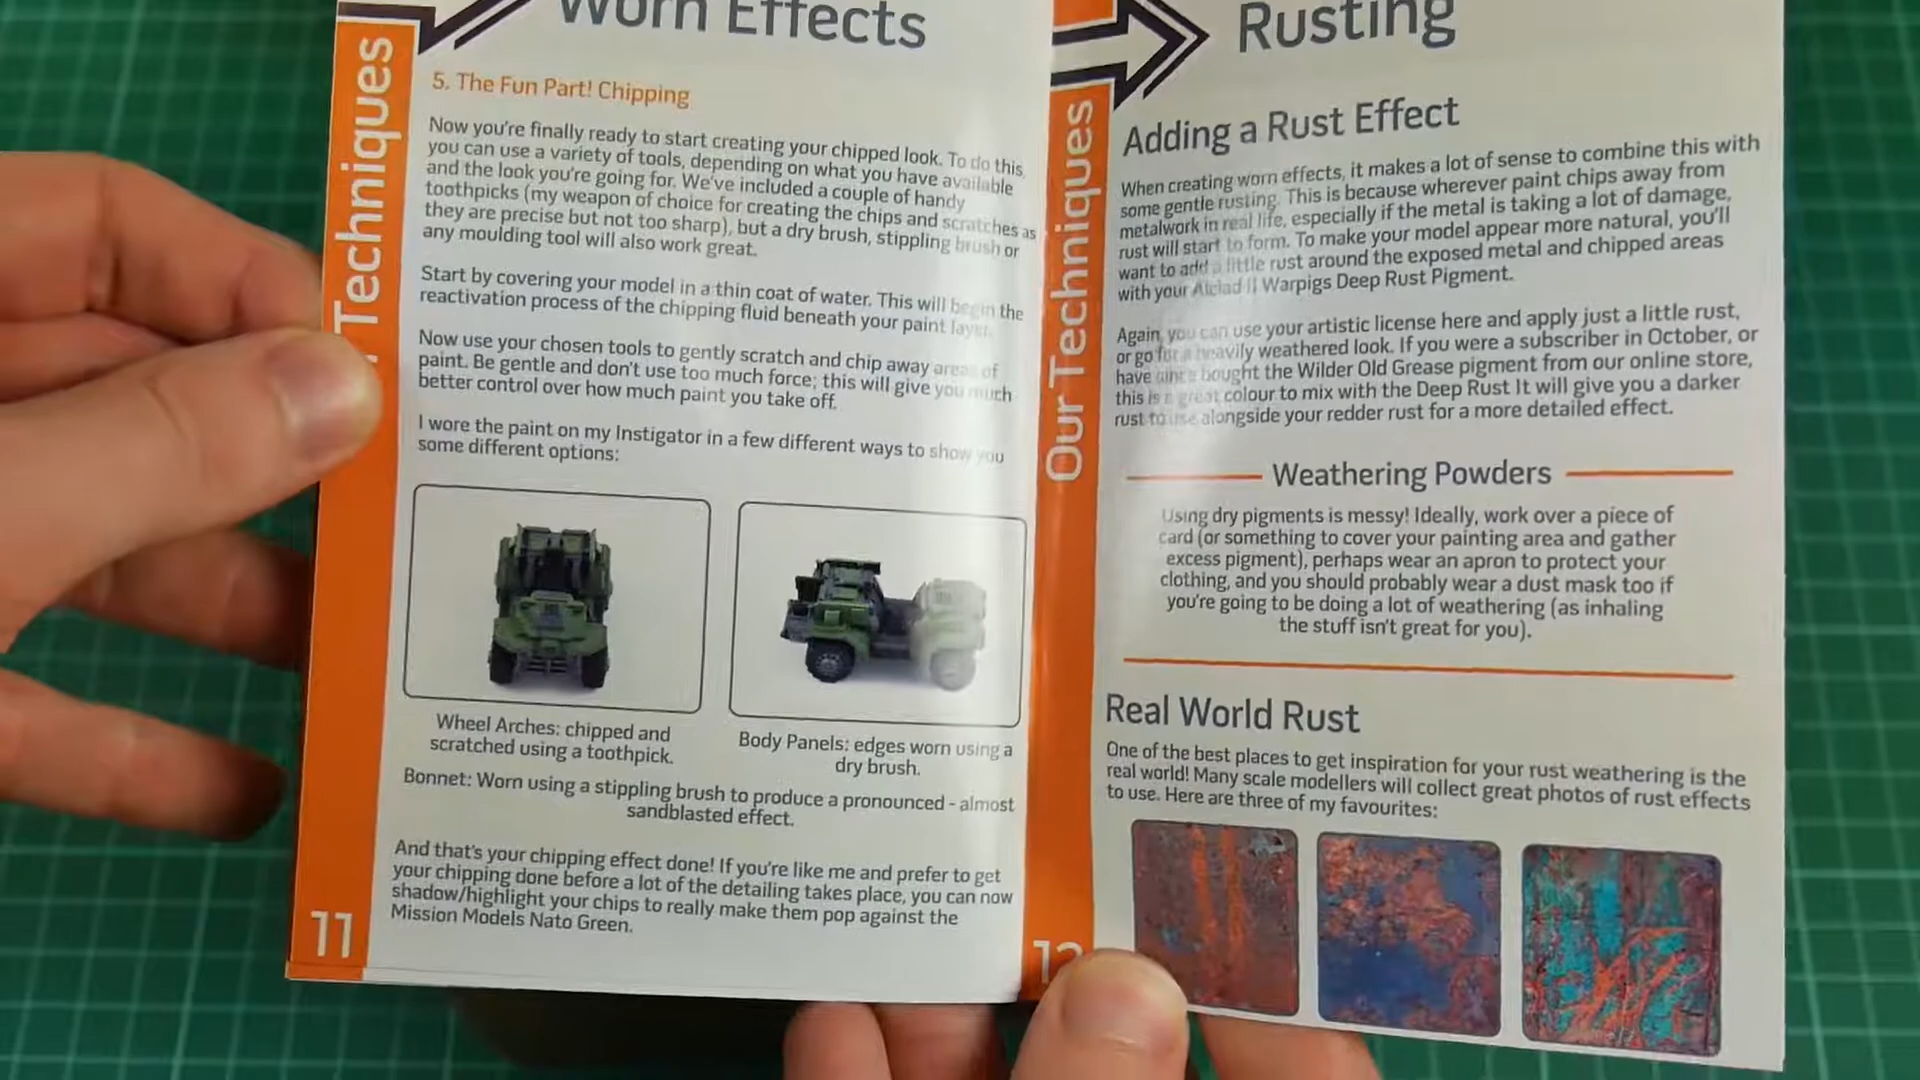 Worn Effects
Techniques
5. The Fun Part! Chipping
Now you're finally ready to start creating your chipped look. To do this,
you can use a variety of tools, depending on what you have available
and the look you're going for. We've included a couple of handy
toothpicks (my weapon of choice for creating the chips and scratches as
they are precise but not too sharp), but a dry brush, stippling brush or
any moulding tool will also work great.
Start by covering your model in a thin coat of water. This will begin the
reactivation process of the chipping fluid beneath your paint layer.
Now use your chosen tools to gently scratch and chip away areas of
paint. Be gentle and don't use too much force; this will give you much
better control over how much paint you take off.
I wore the paint on my Instigator in a few different ways to show you
some different options:
Wheel Arches: chipped and
scratched using a toothpick.
Body Panels: edges worn using a
dry brush.
Bonnet: Worn using a stippling brush to produce a pronounced - almost
sandblasted effect.
And that's your chipping effect done! If you're like me and prefer to get
your chipping done before a lot of the detailing takes place, you can now
shadow/highlight your chips to really make them pop against the
Mission Models Nato Green.
11
Rusting
Our Techniques
Adding a Rust Effect
When creating worn effects, it makes a lot of sense to combine this with
some gentle rusting. This is because wherever paint chips away from
metalwork in real life, especially if the metal is taking a lot of damage,
rust will start to form. To make your model appear more natural, you'll
want to add a little rust around the exposed metal and chipped areas
with your Alclad II Warpigs Deep Rust Pigment.
Again, you can use your artistic license here and apply just a little rust,
or go for a heavily weathered look. If you were a subscriber in October, or
have since bought the Wilder Old Grease pigment from our online store,
this is a great colour to mix with the Deep Rust It will give you a darker
rust to use alongside your redder rust for a more detailed effect.
Weathering Powders
Using dry pigments is messy! Ideally, work over a piece of
card (or something to cover your painting area and gather
excess pigment), perhaps wear an apron to protect your
clothing, and you should probably wear a dust mask too if
you're going to be doing a lot of weathering (as inhaling
the stuff isn't great for you).
Real World Rust
One of the best places to get inspiration for your rust weathering is the
real world! Many scale modellers will collect great photos of rust effects
to use. Here are three of my favourites:
12